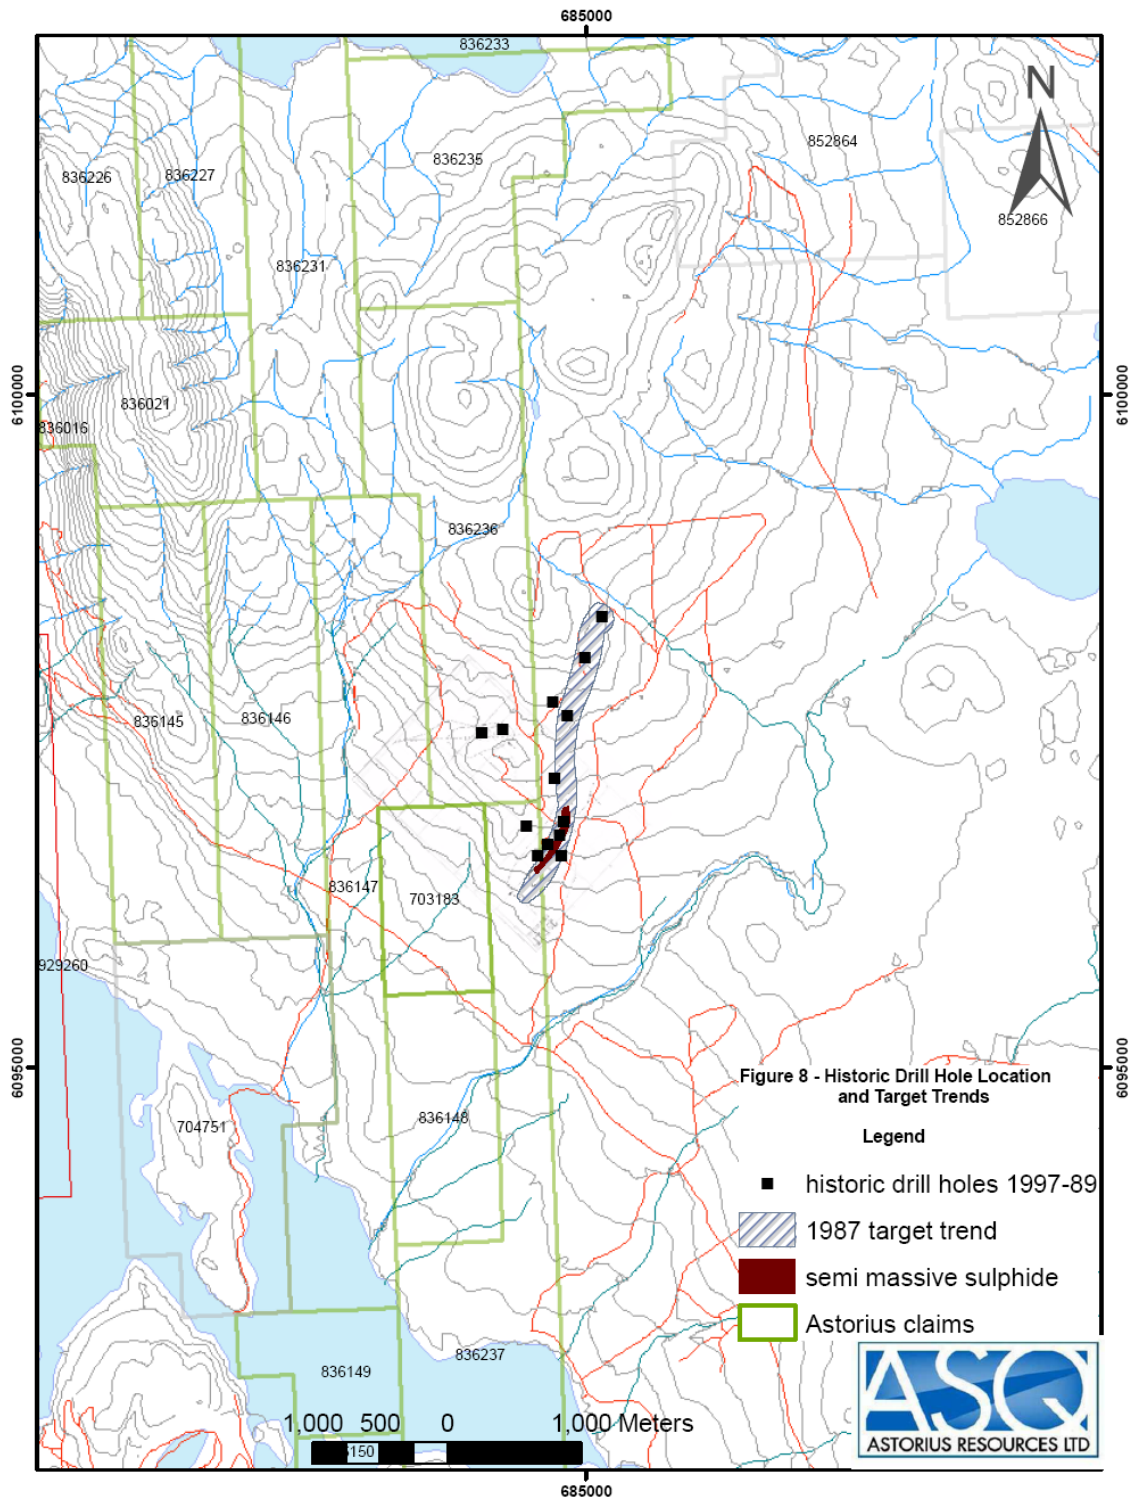 685000
836233
852864
836235
836226
836227
852866
N
836231
6100000
6100000
836021
836016
836236
836145
836146
836147
703183
929260
6095000
6095000
Figure 8 - Historic Drill Hole Location
and Target Trends
836148
704751
Legend
historic drill holes 1997-89
1987 target trend
semi massive sulphide
Astorius claims
836237
836149
ASQ
ASTORIUS RESOURCES LTD
1,000 500 0 1,000 Meters
150
685000